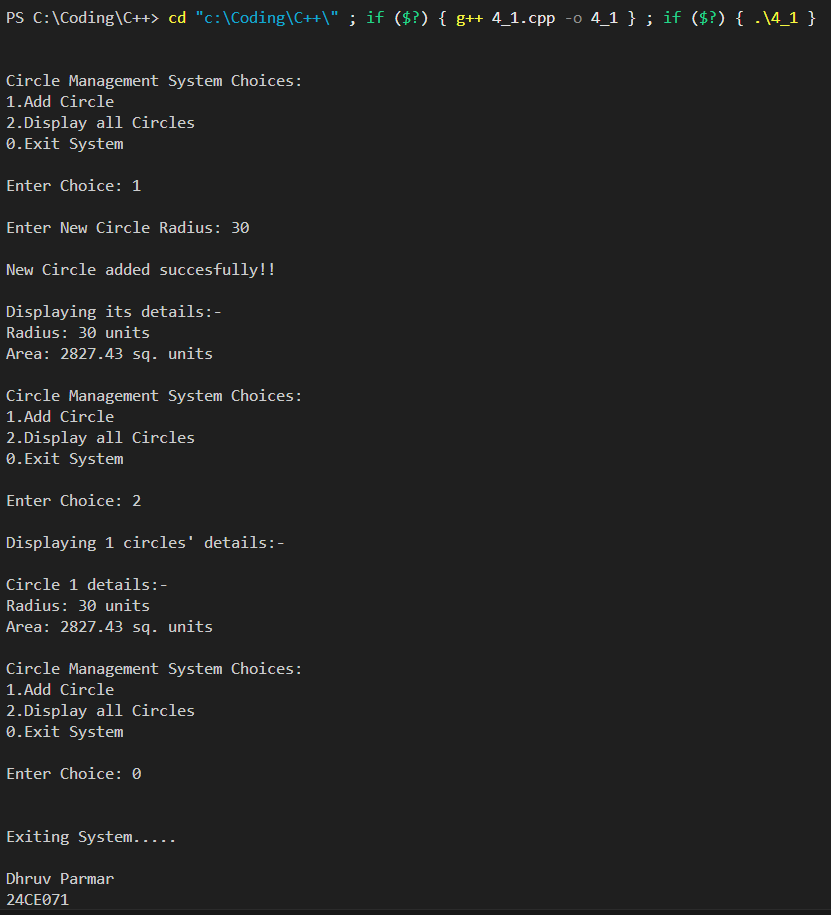 PS C:\Coding\C++> cd "c:\Coding\C++\" ; if ($?) { g++ 4_1.cpp -o 4_1 } ; if ($?) { .\4_1 }
Circle Management System Choices:
1.Add Circle
2.Display all Circles
0.Exit System
Enter Choice: 1
Enter New Circle Radius: 30
New Circle added succesfully!!
Displaying its details:-
Radius: 30 units
Area: 2827.43 sq. units
Circle Management System Choices:
1.Add Circle
2.Display all Circles
0.Exit System
Enter Choice: 2
Displaying 1 circles' details:-
Circle 1 details:-
Radius: 30 units
Area: 2827.43 sq. units
Circle Management System Choices:
1.Add Circle
2.Display all Circles
0.Exit System
Enter Choice: 0
Exiting System.....
Dhruv Parmar
24CE071